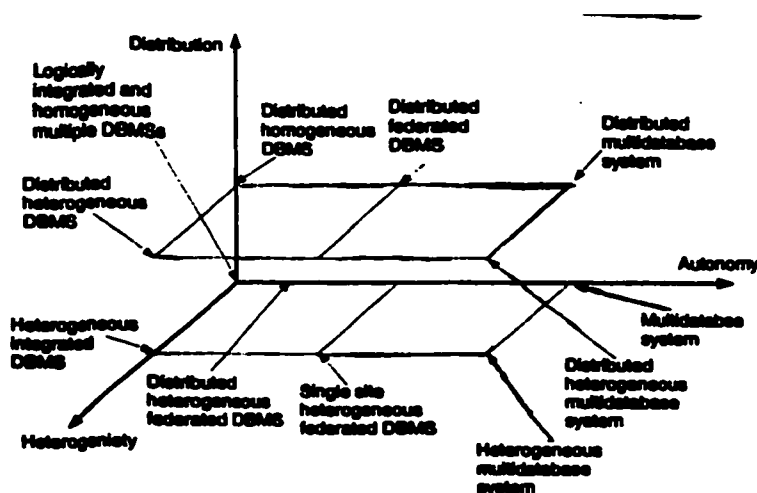 Distribution
Logically
integrated and
homogeneous
multiple DBMSs
Distributed
homogeneous
DBMS
Distributed
federated
DBMS
Distributed
multidatabase
system
Distributed
heterogeneous
DBMS
Autonomy
Heterogeneous
integrated
DBMS
Multidatabee
system
Distributed
heterogeneous
federated DBMS
Single site
heterogeneous
federated DBMS
Distributed
heterogeneous
multidatabase
system
Heterogeniety
Heterogeneous
multidatabase
system